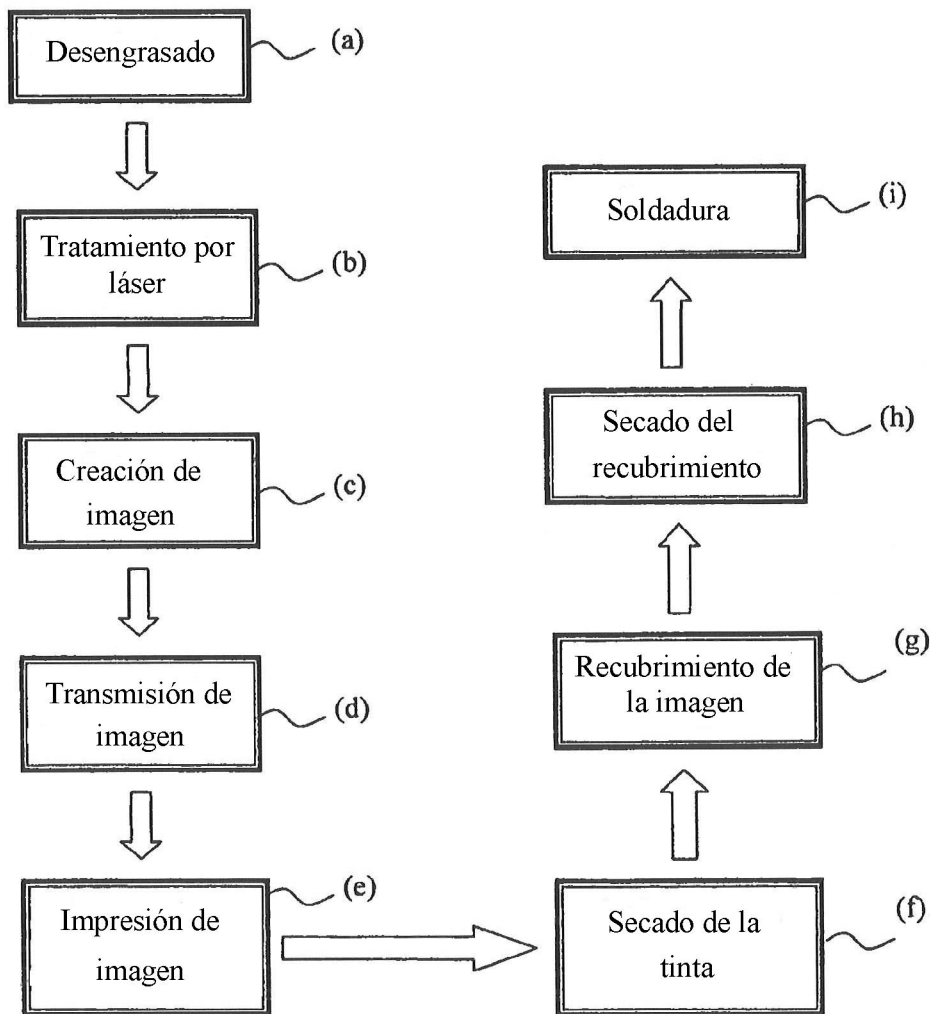 Desengrasado
(a)
Tratamiento por
láser
(b)
Creación de
imagen
(c)
Transmisión de
imagen
(d)
Impresión de
imagen
(e)
Secado de la
tinta
(f)
Recubrimiento de
la imagen
(g)
Secado del
recubrimiento
(h)
Soldadura
(i)